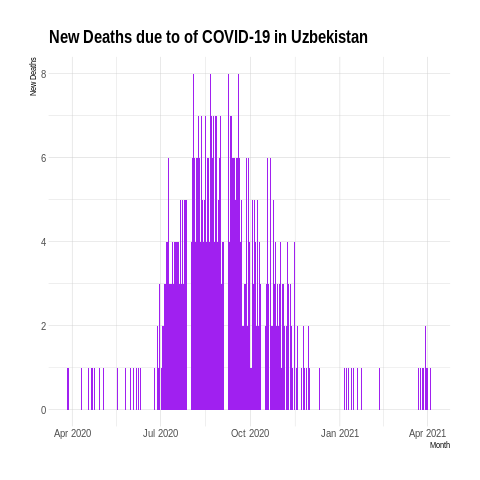 New Deaths due to of COVID-19 in Uzbekistan
New Deaths
8
6
4
2
0
Apr 2020 Jul 2020 Oct 2020 Jan 2021 Apr 2021
Month